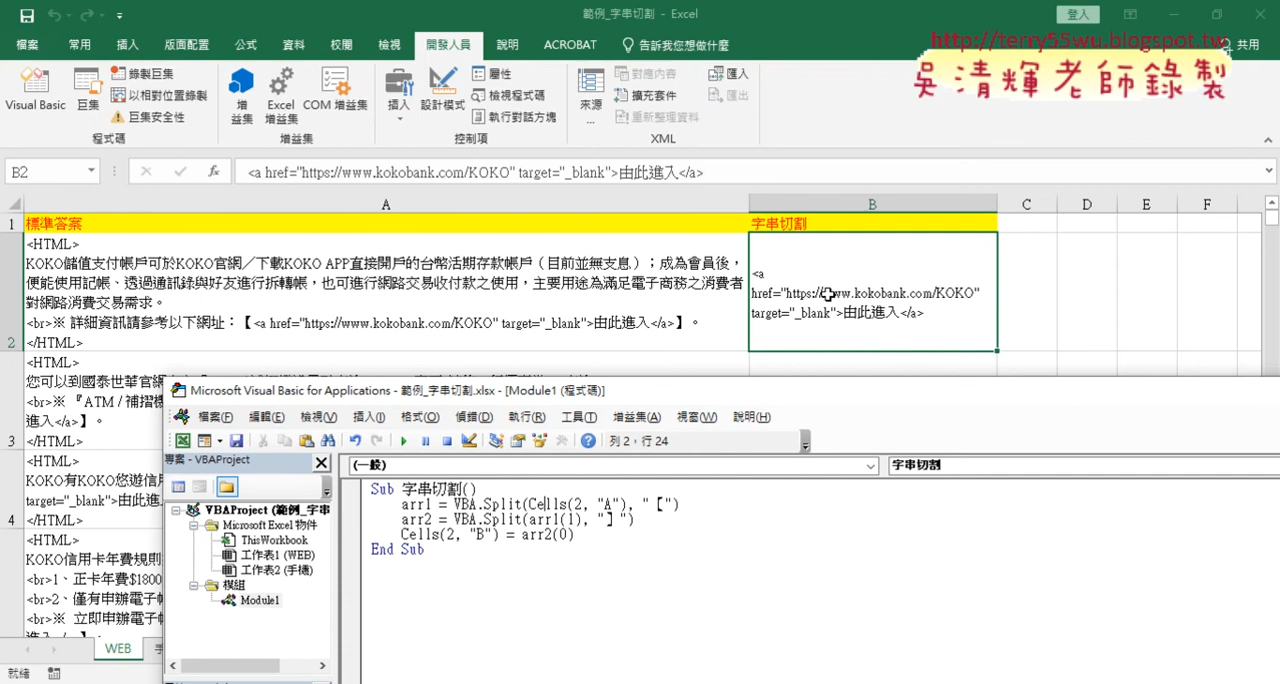 範例_字串切割 - Excel
登入
檔案 常用 插入 版面配置 公式 資料 校閱 檢視 開發人員 說明 ACROBAT 告訴我您想做什麼 共用
http://terry55wu.blogspot.tw
吳清輝老師錄製
Visual Basic 巨集 錄製巨集 以相對位置錄製 巨集安全性
增益集 Excel 增益集 COM 增益集
插入 設計模式 屬性 檢視程式碼 執行對話方塊
來源 對應內容 擴充套件 重新整理資料 匯入 匯出
程式碼 增益集 控制項 XML
B2 fx <a href="https://www.kokobank.com/KOKO" target="_blank">由此進入</a>
A B C D E F
1 標準答案 字串切割
<HTML>
KOKO儲值支付帳戶可於KOKO官網／下載KOKO APP直接開戶的台幣活期存款帳戶（目前並無支息）；成為會員後，
便能使用記帳、透過通訊錄與好友進行拆轉帳，也可進行網路交易收付款之使用，主要用途為滿足電子商務之消費者
對網路消費交易需求。
<br>※ 詳細資訊請參考以下網址：【<a href="https://www.kokobank.com/KOKO" target="_blank">由此進入</a>】。
2 </HTML>
<a
href="https://www.kokobank.com/KOKO"
target="_blank">由此進入</a>
<HTML>
您可以到國泰世華官網
<br>※ 『ATM / 補摺機
進入</a>】。
3 </HTML>
<HTML>
KOKO有KOKO您遊信用
target="_blank">由此進
4 </HTML>
<HTML>
KOKO信用卡年費規則
<br>1、正卡年費$1800
<br>2、僅有申辦電子帳
<br>※ 立即申辦電子帳
WEB
就緒
Microsoft Visual Basic for Applications - 範例_字串切割.xlsx - [Module1 (程式碼)]
檔案(F) 編輯(E) 檢視(V) 插入(I) 格式(O) 偵錯(D) 執行(R) 工具(T) 增益集(A) 視窗(W) 說明(H)
列 2，行 24
專案 - VBAProject
VBAProject (範例_字串
Microsoft Excel 物件
ThisWorkbook
工作表1 (WEB)
工作表2 (手機)
模組
Module1
(一般) 字串切割
Sub 字串切割()
arr1 = VBA.Split(Cells(2, "A"), "【")
arr2 = VBA.Split(arr1(1), "】")
Cells(2, "B") = arr2(0)
End Sub